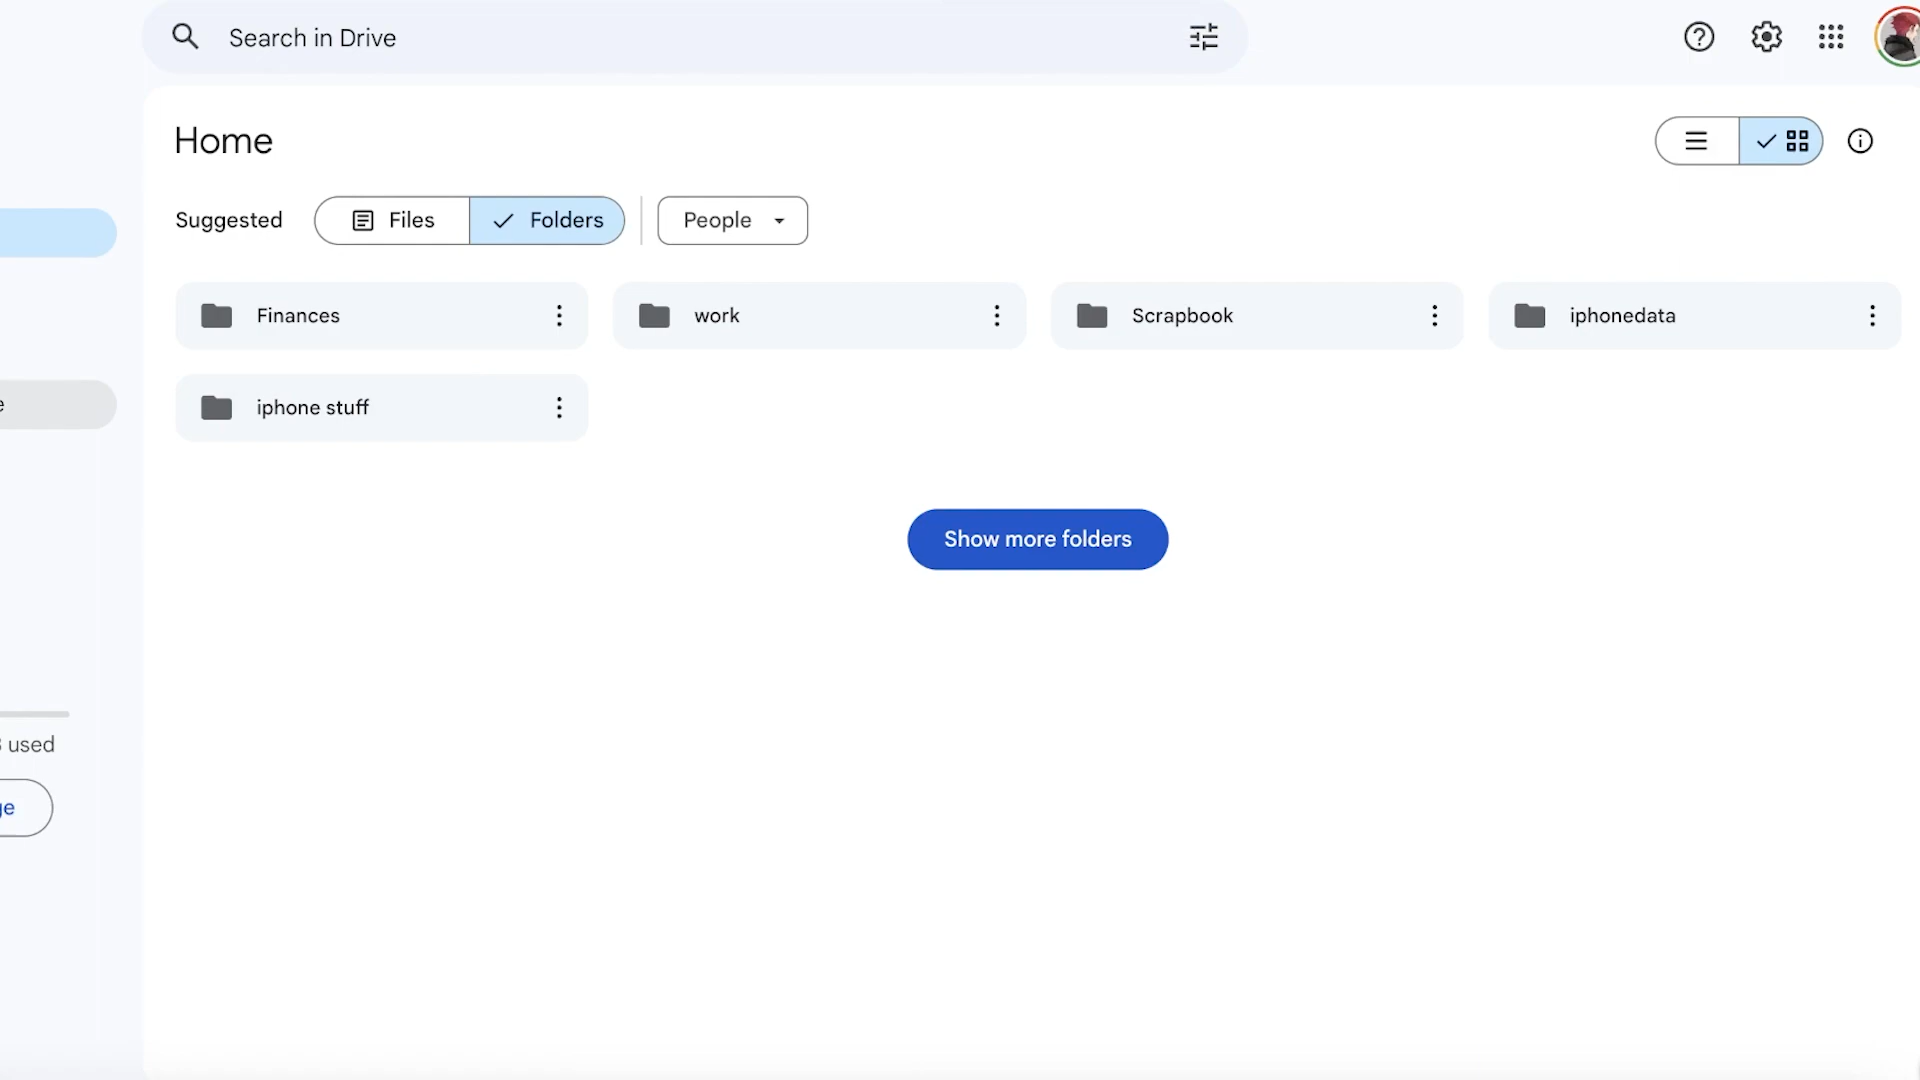 Search in Drive
Home
Suggested
Files
Folders
People
Finances
work
Scrapbook
iphonedata
iphone stuff
Show more folders
used